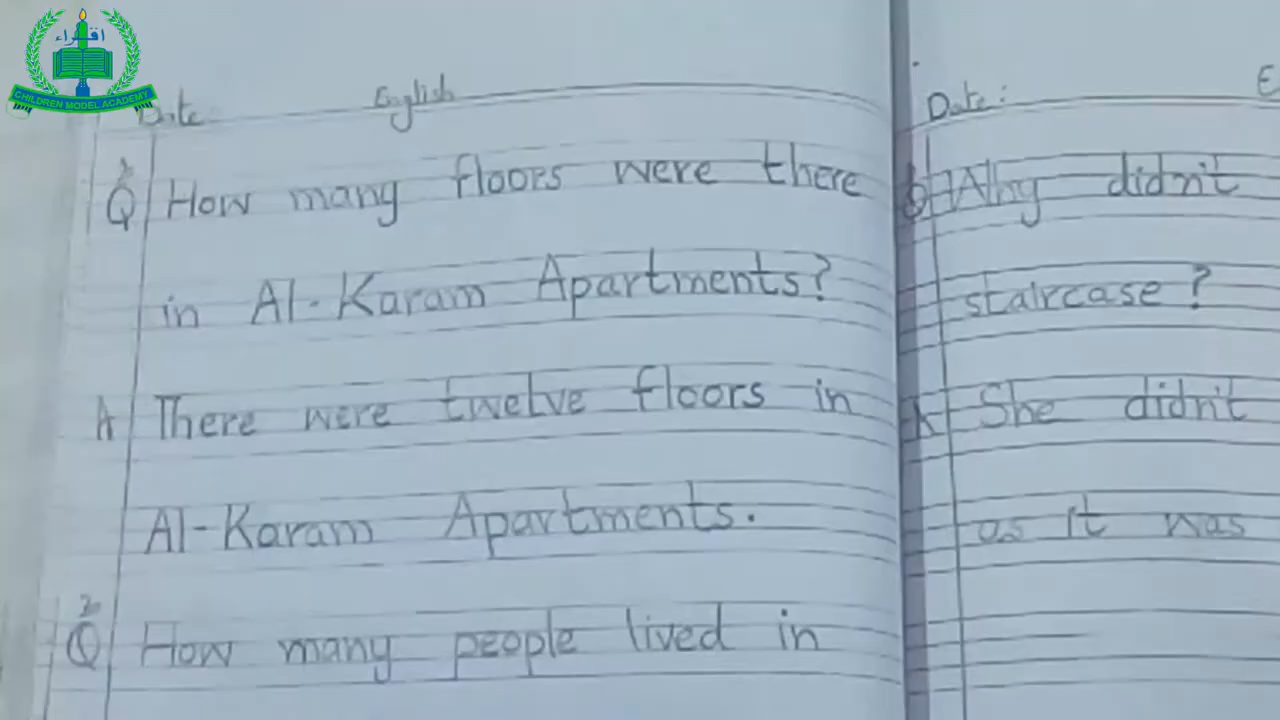 اقراء
CHILDREN MODEL ACADEMY
Date
English
Q How many floors were there
in Al-Karam Apartments?
A There were twelve floors in
Al-Karam Apartments.
2
Q How many people lived in
Date:
E
Why didn't
staircase?
A She didn't
as it was